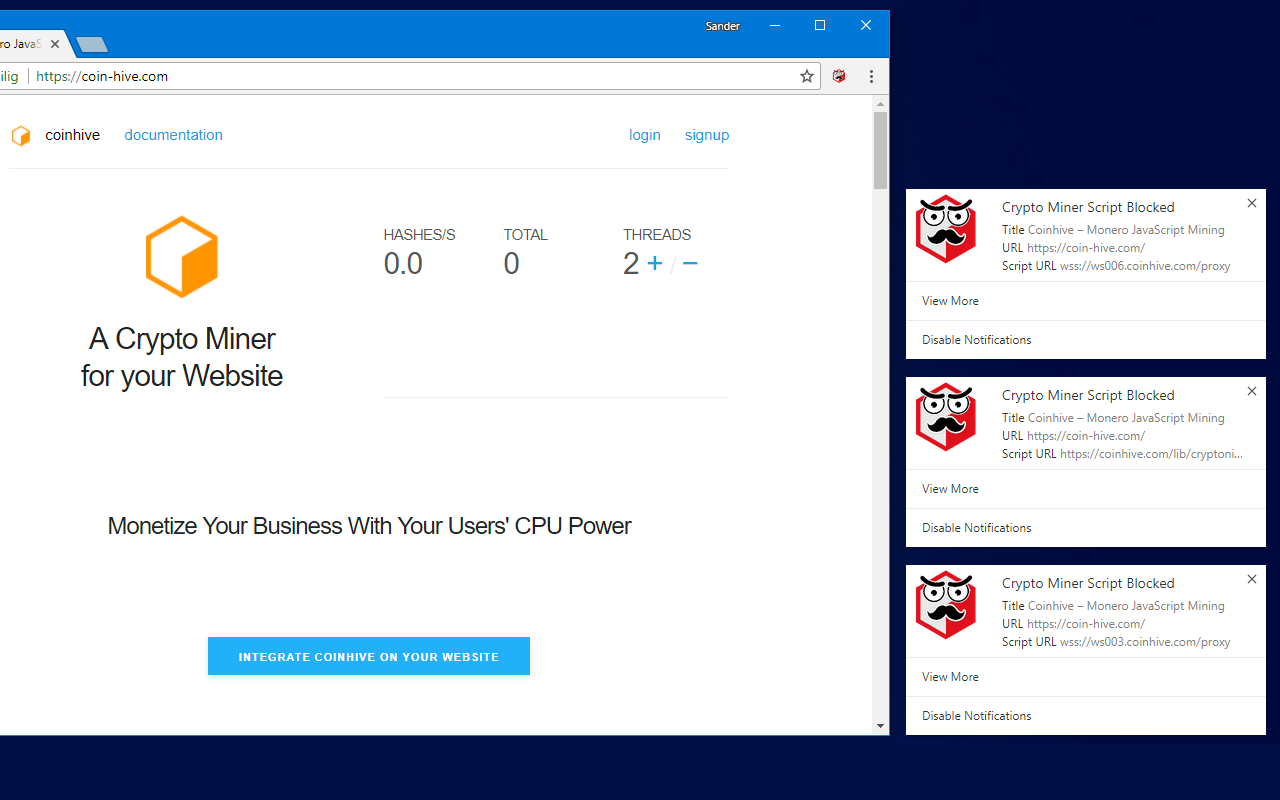 Sander
ro JavaS
ilig
https://coin-hive.com
coinhive
documentation
login
signup
HASHES/S
TOTAL
THREADS
0.0
0
2 + / −
A Crypto Miner
for your Website
Monetize Your Business With Your Users' CPU Power
INTEGRATE COINHIVE ON YOUR WEBSITE
Crypto Miner Script Blocked
Title Coinhive – Monero JavaScript Mining
URL https://coin-hive.com/
Script URL wss://ws006.coinhive.com/proxy
View More
Disable Notifications
Crypto Miner Script Blocked
Title Coinhive – Monero JavaScript Mining
URL https://coin-hive.com/
Script URL https://coinhive.com/lib/cryptoni...
View More
Disable Notifications
Crypto Miner Script Blocked
Title Coinhive – Monero JavaScript Mining
URL https://coin-hive.com/
Script URL wss://ws003.coinhive.com/proxy
View More
Disable Notifications